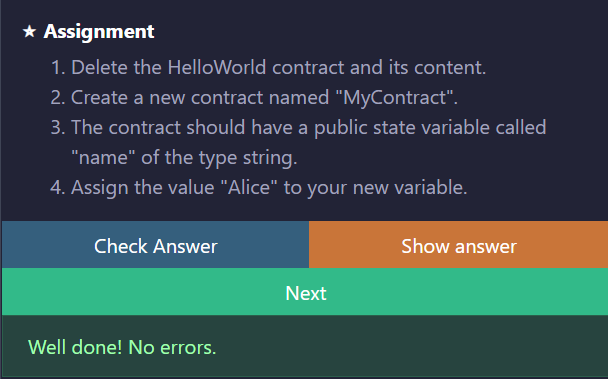 ★ Assignment
1. Delete the HelloWorld contract and its content.
2. Create a new contract named "MyContract".
3. The contract should have a public state variable called
"name" of the type string.
4. Assign the value "Alice" to your new variable.
Check Answer
Show answer
Next
Well done! No errors.